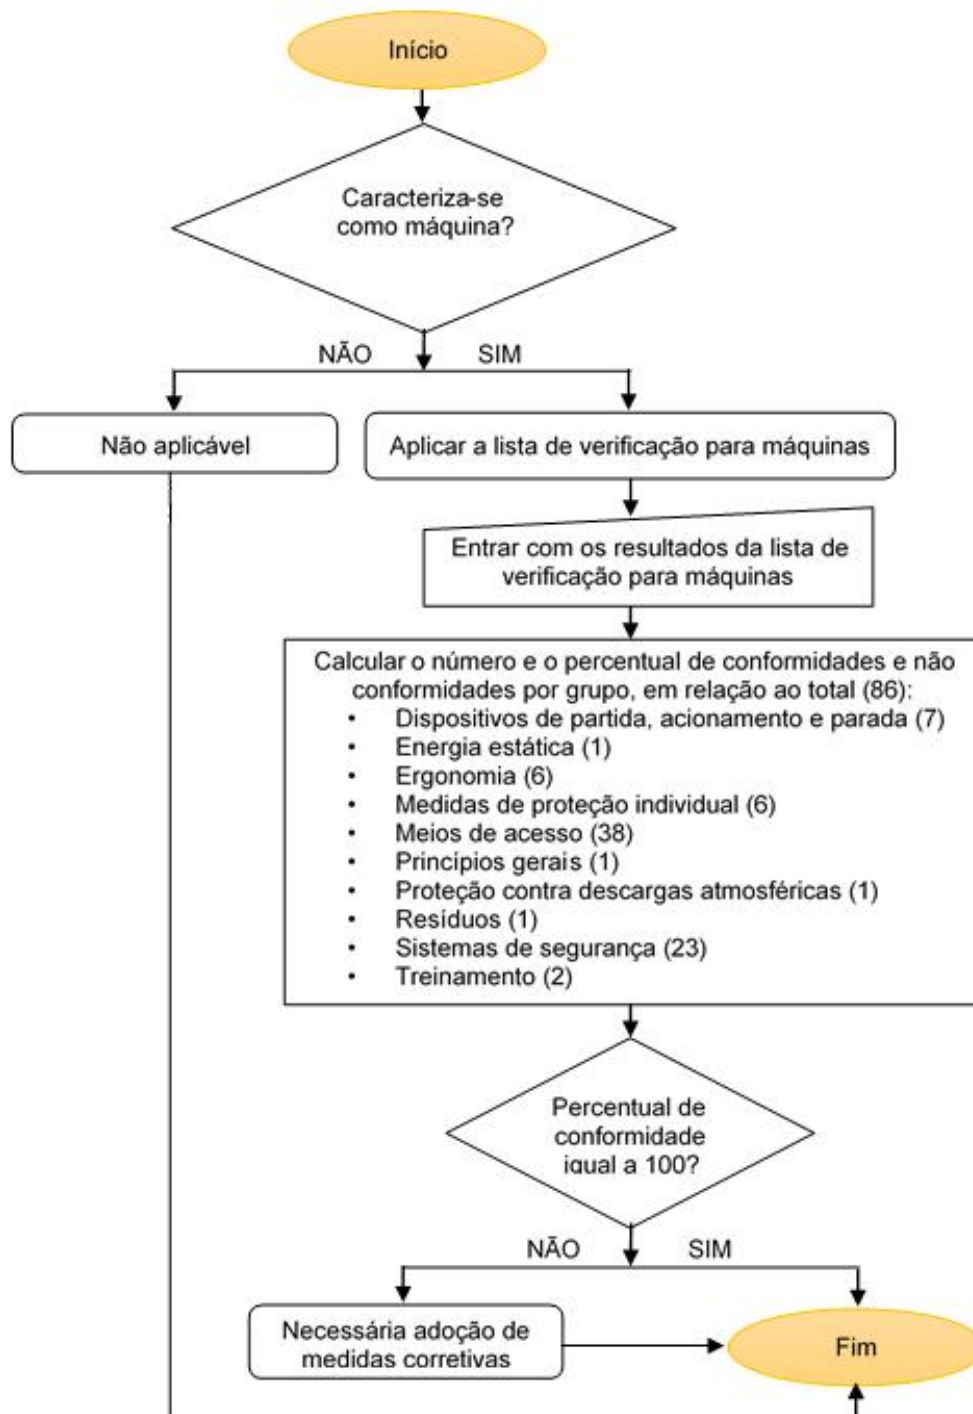 Início
Caracteriza-se
como máquina?
NÃO
SIM
Não aplicável
Aplicar a lista de verificação para máquinas
Entrar com os resultados da lista de
verificação para máquinas
Calcular o número e o percentual de conformidades e não
conformidades por grupo, em relação ao total (86):
• Dispositivos de partida, acionamento e parada (7)
• Energia estática (1)
• Ergonomia (6)
• Medidas de proteção individual (6)
• Meios de acesso (38)
• Princípios gerais (1)
• Proteção contra descargas atmosféricas (1)
• Resíduos (1)
• Sistemas de segurança (23)
• Treinamento (2)
Percentual de
conformidade
igual a 100?
NÃO
SIM
Necessária adoção de
medidas corretivas
Fim